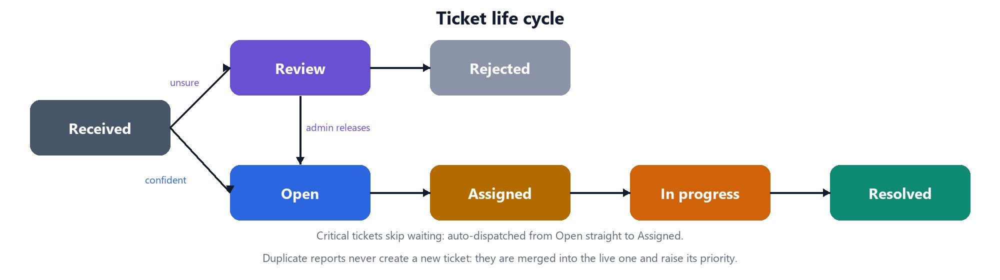 Ticket life cycle
Review
Rejected
unsure
Received
admin releases
confident
Open
Assigned
In progress
Resolved
Critical tickets skip waiting: auto-dispatched from Open straight to Assigned.
Duplicate reports never create a new ticket: they are merged into the live one and raise its priority.